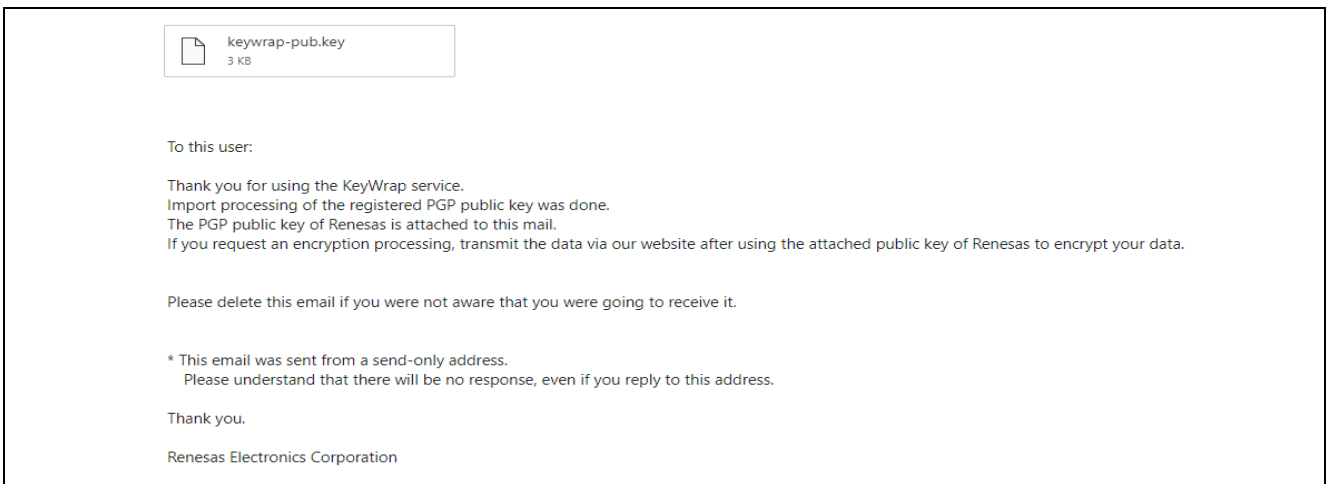 keywrap-pub.key
3 KB
To this user:
Thank you for using the KeyWrap service.
Import processing of the registered PGP public key was done.
The PGP public key of Renesas is attached to this mail.
If you request an encryption processing, transmit the data via our website after using the attached public key of Renesas to encrypt your data.
Please delete this email if you were not aware that you were going to receive it.
* This email was sent from a send-only address.
Please understand that there will be no response, even if you reply to this address.
Thank you.
Renesas Electronics Corporation